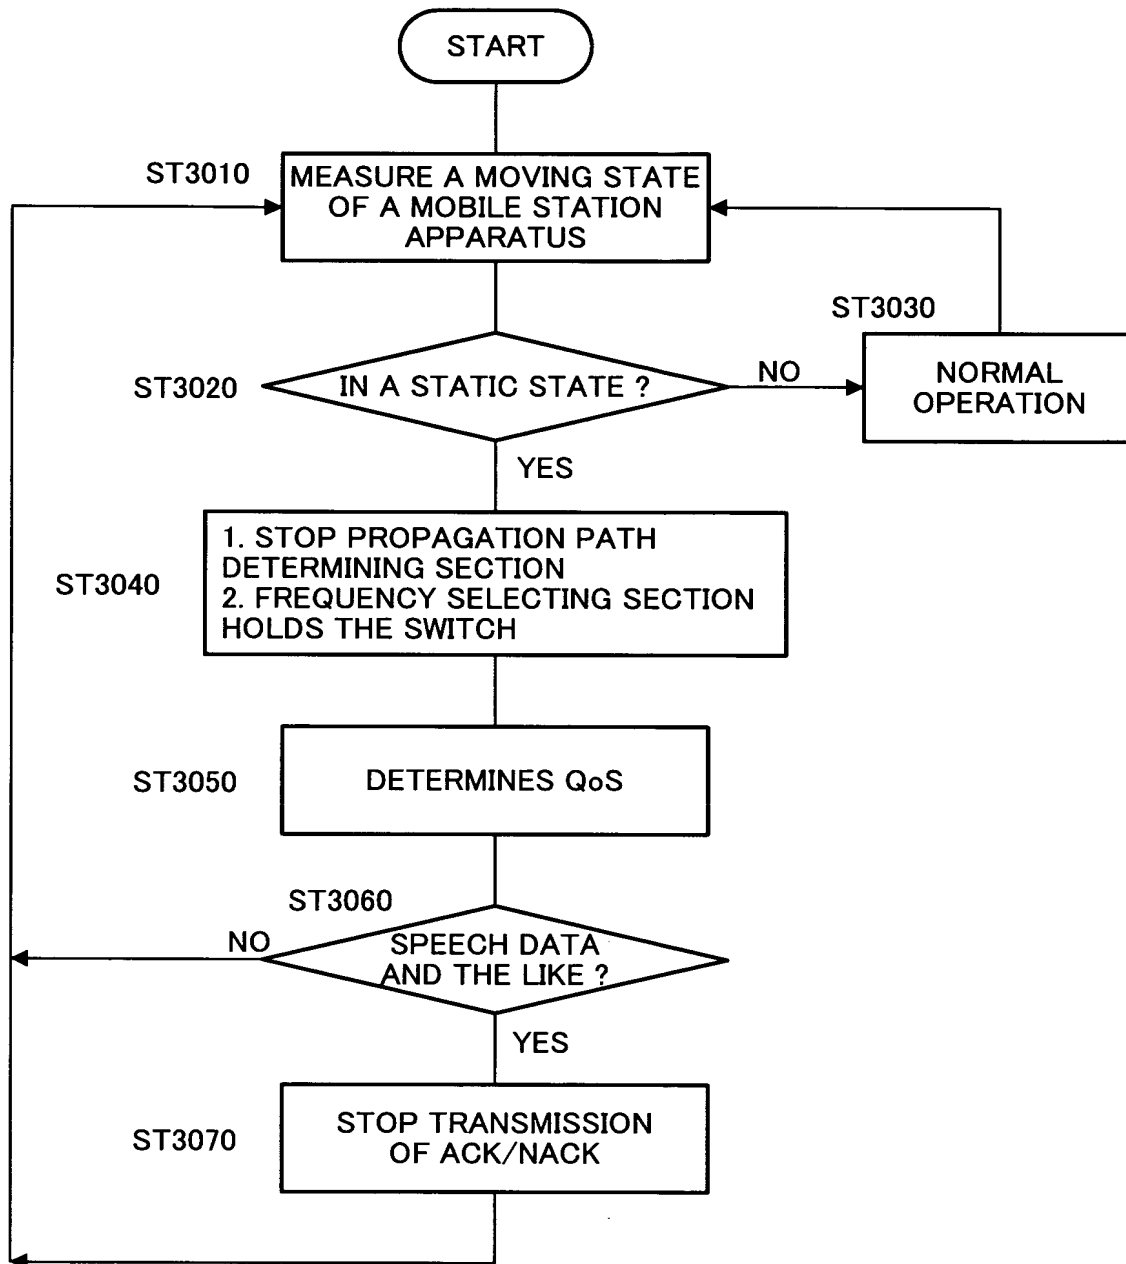 START
ST3010
MEASURE A MOVING STATE
OF A MOBILE STATION
APPARATUS
ST3020
IN A STATIC STATE ?
NO
ST3030
NORMAL
OPERATION
YES
ST3040
1. STOP PROPAGATION PATH
DETERMINING SECTION
2. FREQUENCY SELECTING SECTION
HOLDS THE SWITCH
ST3050
DETERMINES QoS
ST3060
NO
SPEECH DATA
AND THE LIKE ?
YES
ST3070
STOP TRANSMISSION
OF ACK/NACK